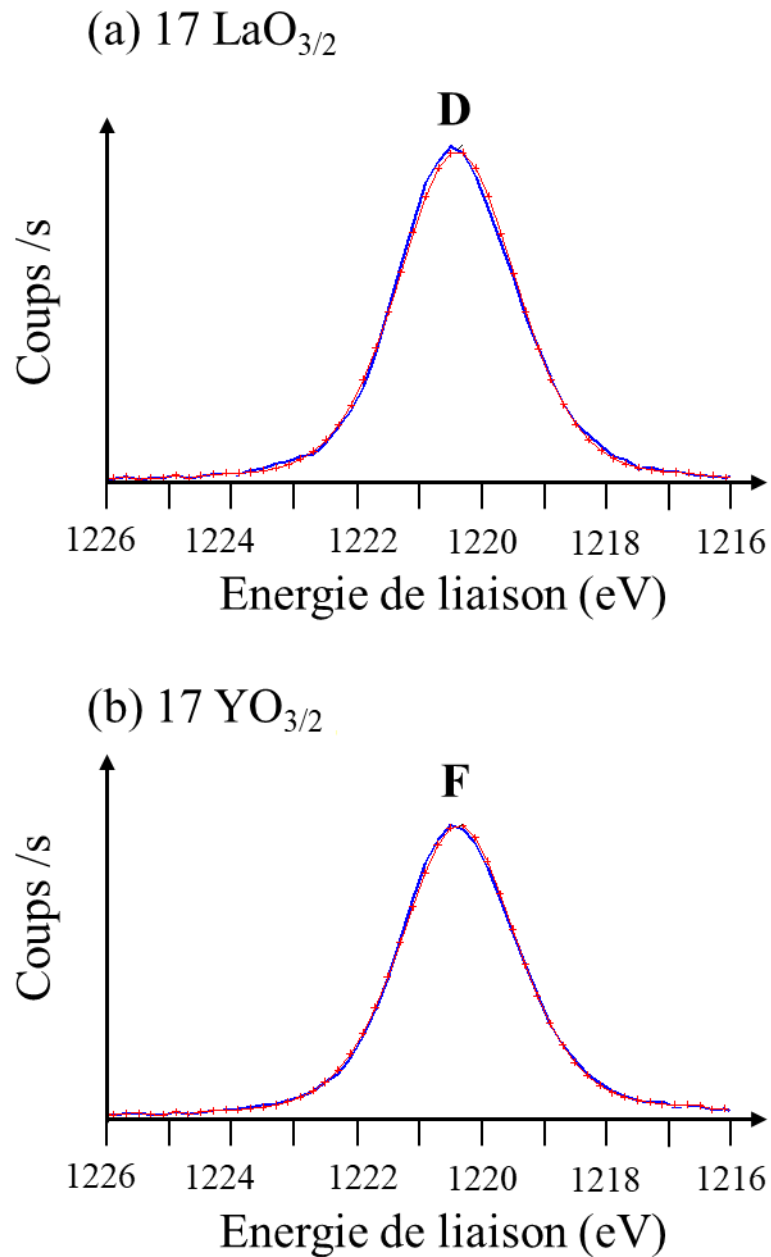 (a) 17 LaO3/2
D
Coups /s
1226 1224 1222 1220 1218 1216
Energie de liaison (eV)
(b) 17 YO3/2
F
Coups /s
1226 1224 1222 1220 1218 1216
Energie de liaison (eV)